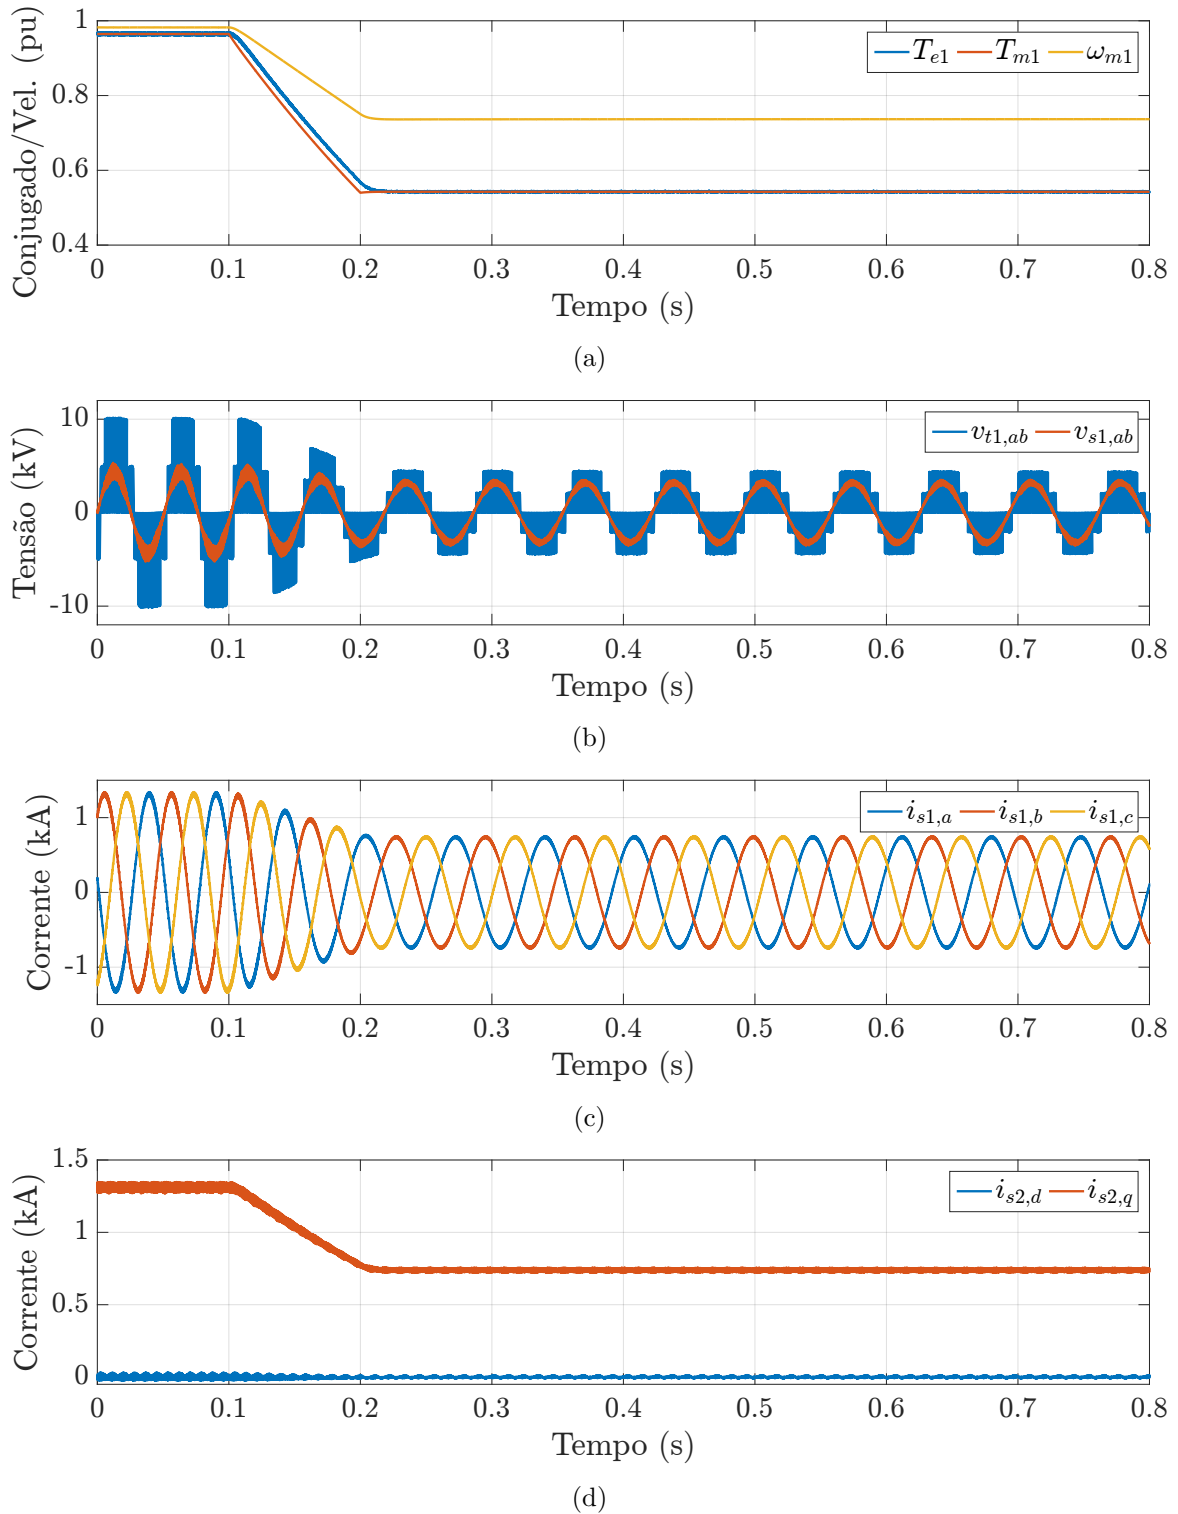 Conjugado/Vel. (pu)
1
0.8
0.6
0.4
T_{e1} T_{m1} ω_{m1}
0 0.1 0.2 0.3 0.4 0.5 0.6 0.7 0.8
Tempo (s)
(a)
Tensão (kV)
10
0
-10
v_{t1,ab} v_{s1,ab}
0 0.1 0.2 0.3 0.4 0.5 0.6 0.7 0.8
Tempo (s)
(b)
Corrente (kA)
1
0
-1
i_{s1,a} i_{s1,b} i_{s1,c}
0 0.1 0.2 0.3 0.4 0.5 0.6 0.7 0.8
Tempo (s)
(c)
Corrente (kA)
1.5
1
0.5
0
i_{s2,d} i_{s2,q}
0 0.1 0.2 0.3 0.4 0.5 0.6 0.7 0.8
Tempo (s)
(d)